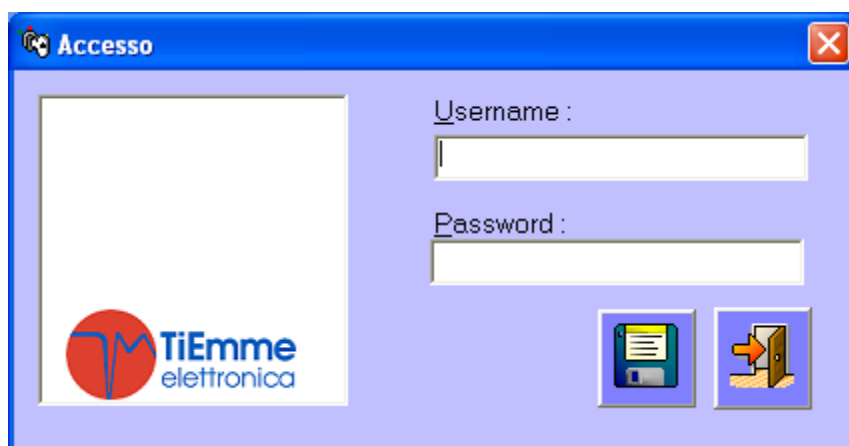 Accesso
Username :
Password :
TiEmme
elettronica